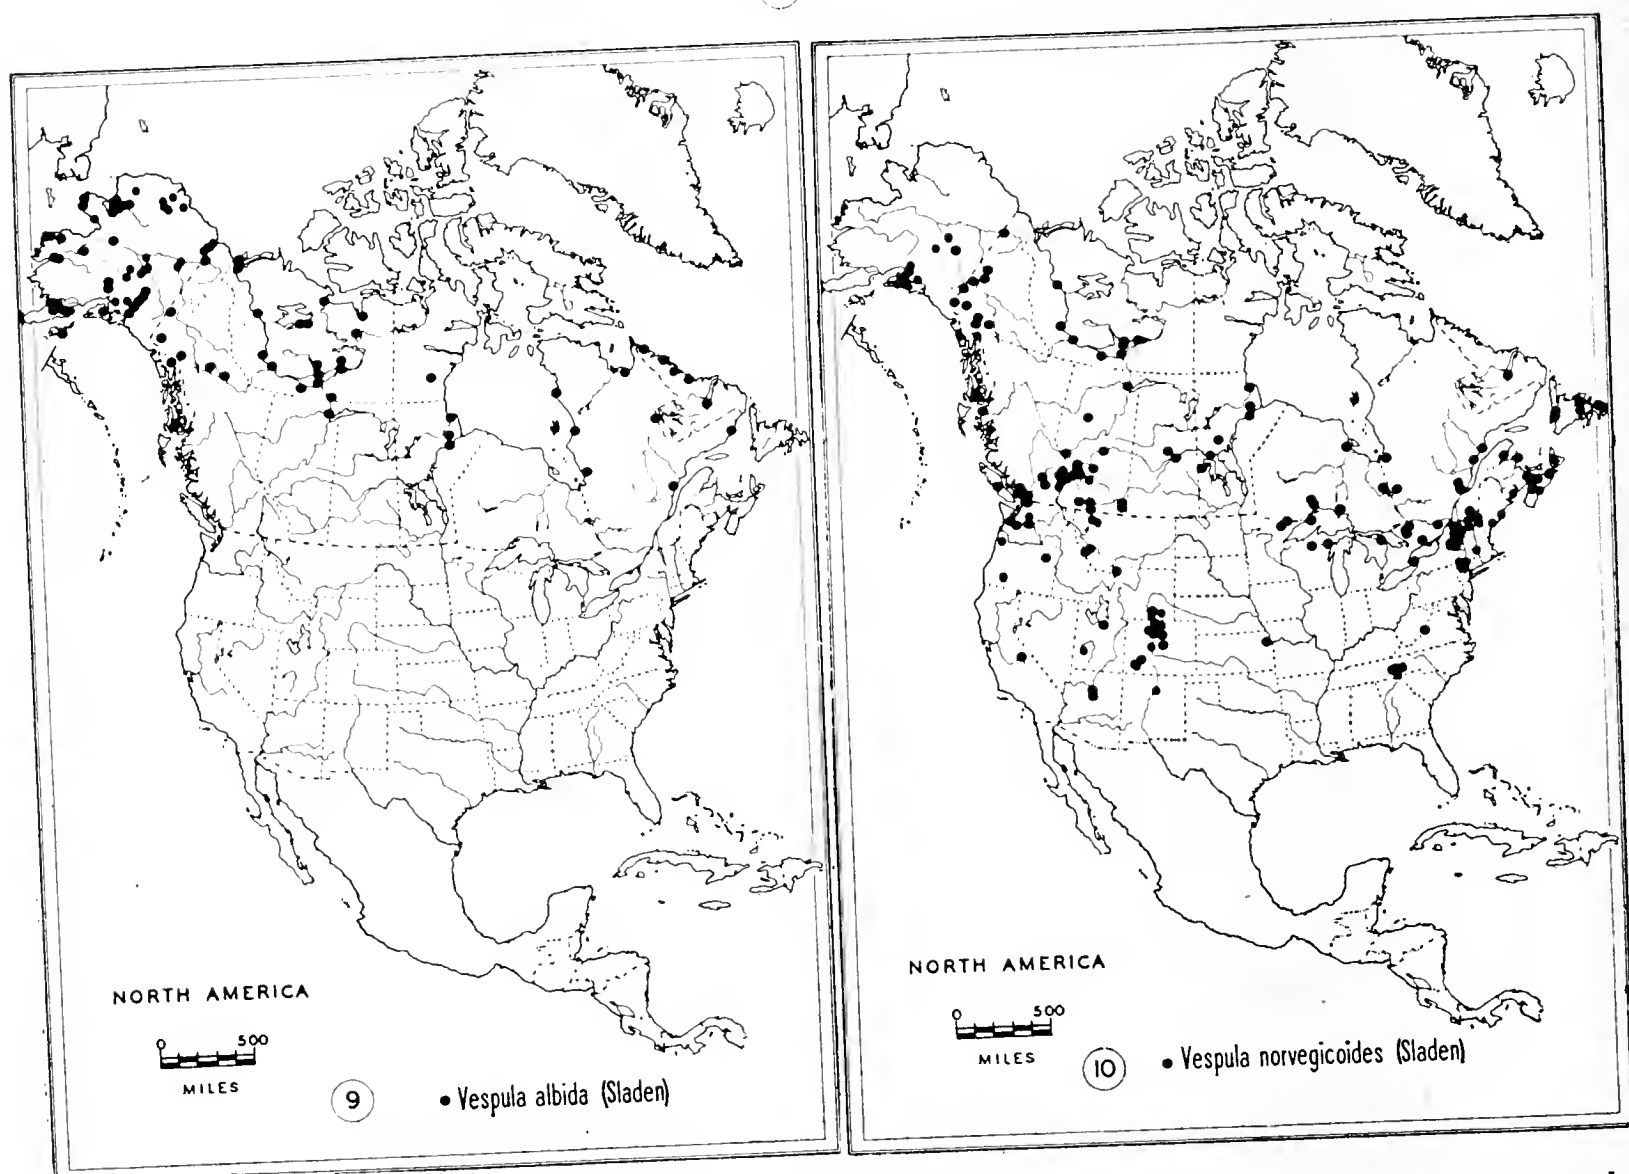 NORTH AMERICA
0 500
MILES
9
• Vespula albida (Sladen)
NORTH AMERICA
0 500
MILES
10
• Vespula norvegicoides (Sladen)